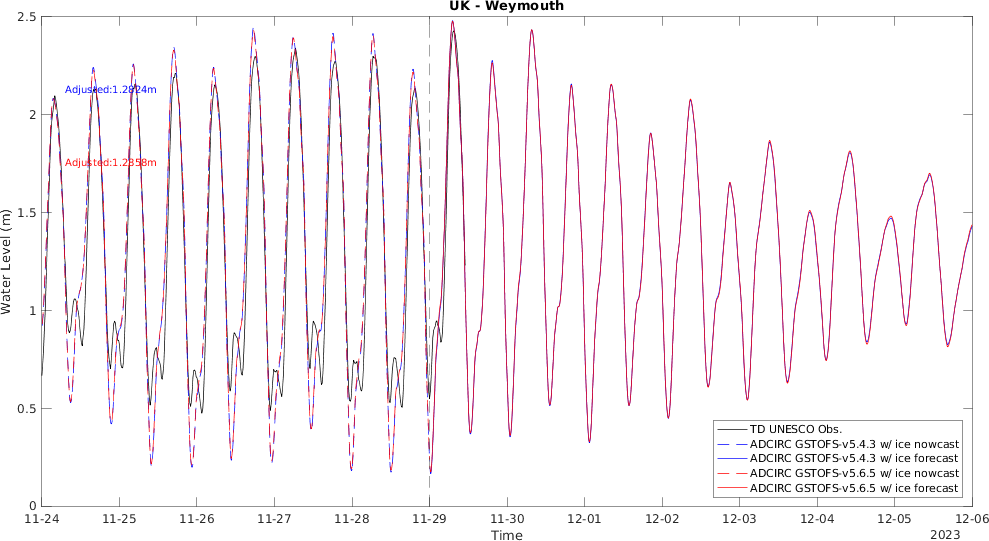 UK - Weymouth
Water Level (m)
2.5
2
1.5
1
0.5
0
Adjusted:1.2824m
Adjusted:1.2358m
TD UNESCO Obs.
ADCIRC GSTOFS-v5.4.3 w/ ice nowcast
ADCIRC GSTOFS-v5.4.3 w/ ice forecast
ADCIRC GSTOFS-v5.6.5 w/ ice nowcast
ADCIRC GSTOFS-v5.6.5 w/ ice forecast
11-24 11-25 11-26 11-27 11-28 11-29 11-30 12-01 12-02 12-03 12-04 12-05 12-06
Time
2023